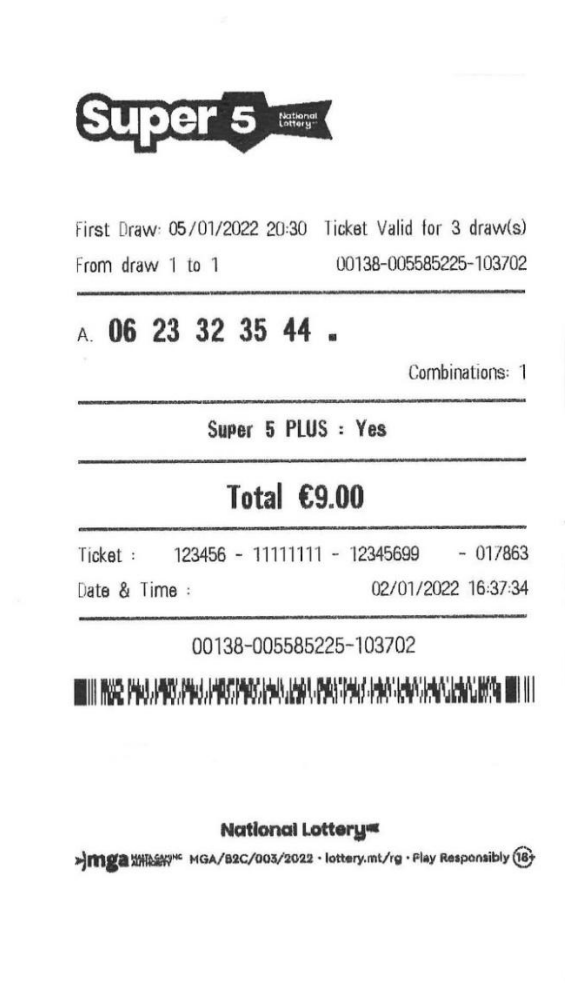 Super 5 National Lottery
First Draw: 05/01/2022 20:30 Ticket Valid for 3 draw(s)
From draw 1 to 1 00138-005585225-103702
A. 06 23 32 35 44 .
Combinations: 1
Super 5 PLUS : Yes
Total €9.00
Ticket : 123456 - 11111111 - 12345699 - 017863
Date & Time : 02/01/2022 16:37:34
00138-005585225-103702
National Lottery
mga MALTA GAMING AUTHORITY MGA/B2C/003/2022 · lottery.mt/rg · Play Responsibly 18+